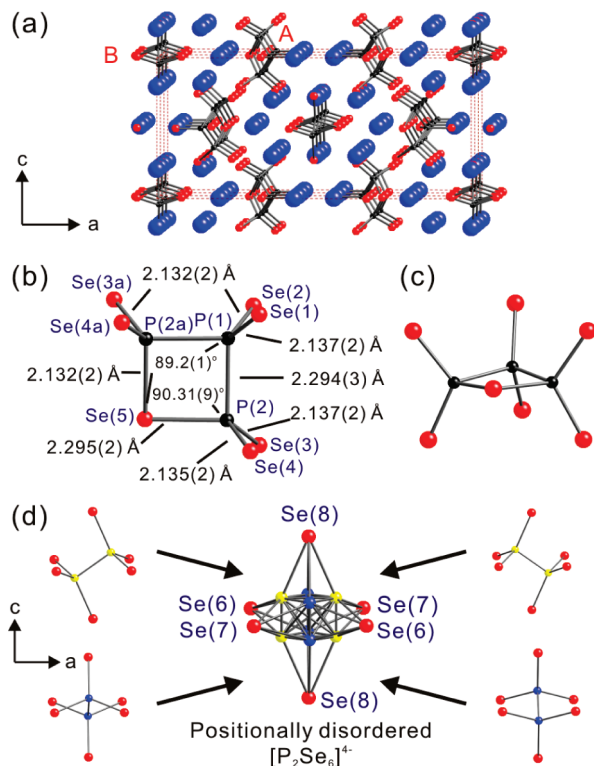 (a)
B
A
c
a
(b)
2.132(2) Å
Se(3a)
Se(4a)
P(2a)
P(1)
Se(2)
Se(1)
2.137(2) Å
89.2(1)°
2.132(2) Å
2.294(3) Å
90.31(9)°
Se(5)
P(2)
2.137(2) Å
2.295(2) Å
Se(3)
Se(4)
2.135(2) Å
(c)
(d)
Se(8)
c
a
Se(6)
Se(7)
Se(7)
Se(6)
Se(8)
Positionally disordered
[P₂Se₆]⁴⁻